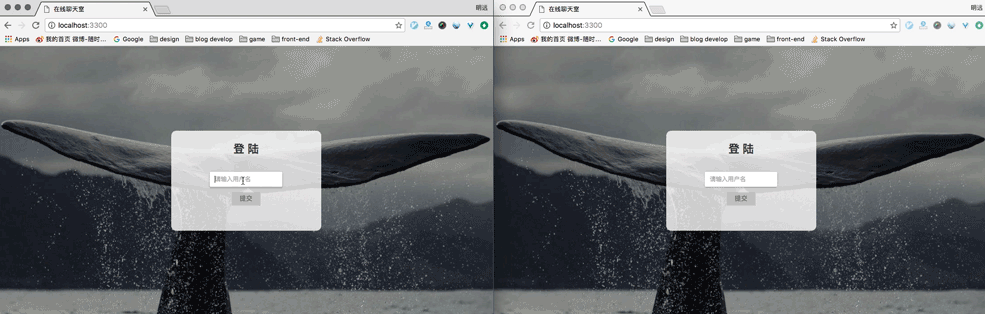 在线聊天室
明远
localhost:3300
Apps 我的首页 微博-随时... Google design blog develop game front-end Stack Overflow
登 陆
请输入用户名
提交
在线聊天室
明远
localhost:3300
Apps 我的首页 微博-随时... Google design blog develop game front-end Stack Overflow
登 陆
请输入用户名
提交